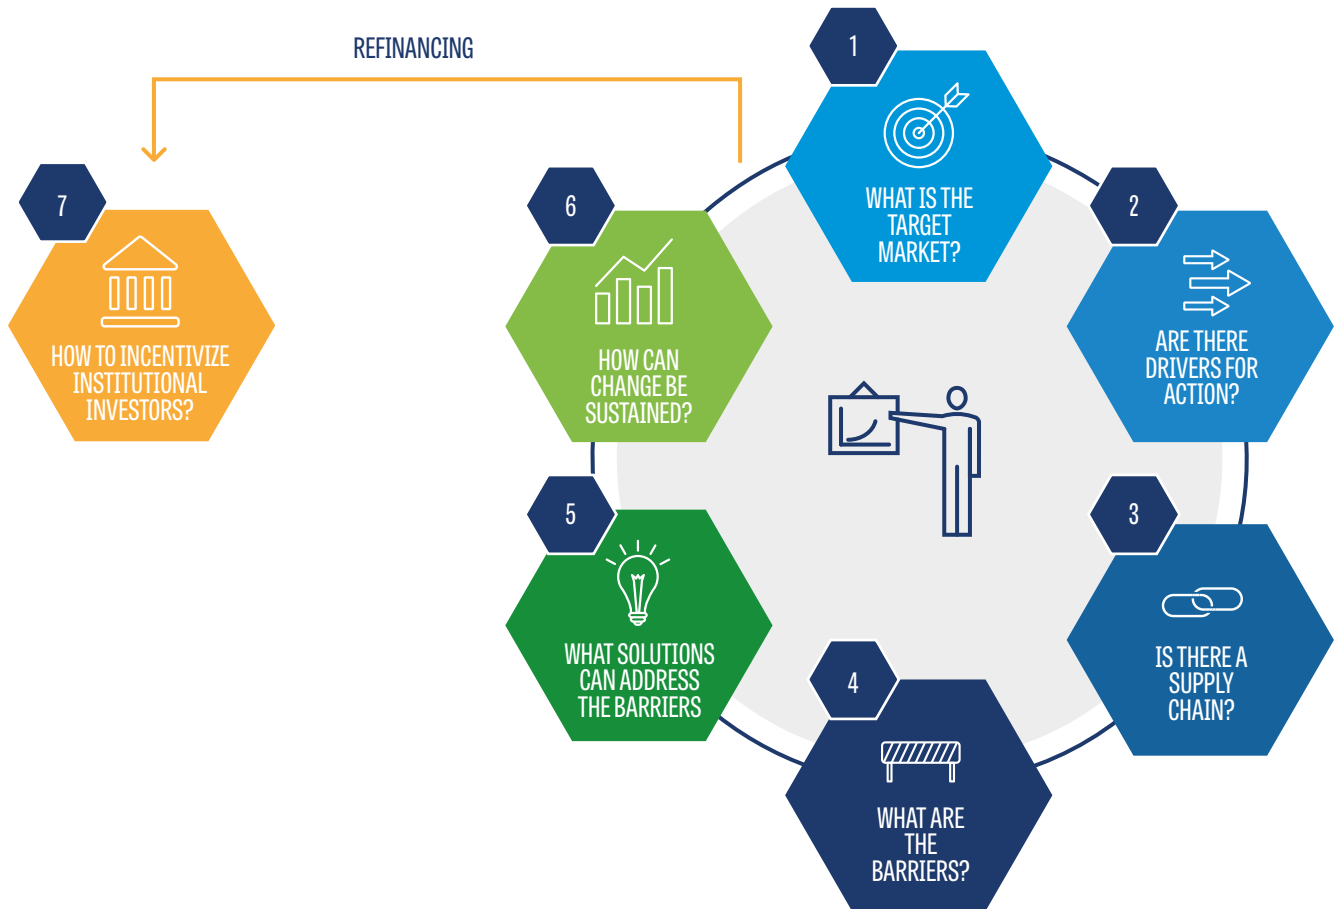 REFINANCING
1
WHAT IS THE
TARGET
MARKET?
2
ARE THERE
DRIVERS FOR
ACTION?
3
IS THERE A
SUPPLY
CHAIN?
4
WHAT ARE
THE
BARRIERS?
5
WHAT SOLUTIONS
CAN ADDRESS
THE BARRIERS
6
HOW CAN
CHANGE BE
SUSTAINED?
7
HOW TO INCENTIVIZE
INSTITUTIONAL
INVESTORS?